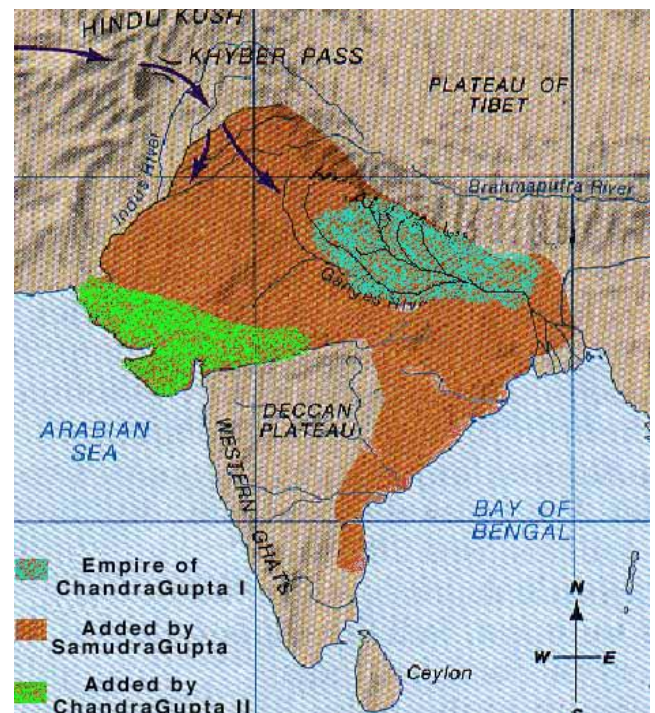 HINDU KUSH
KHYBER PASS
PLATEAU OF
TIBET
Indus River
Brahmaputra River
Ganges River
ARABIAN
SEA
DECCAN
PLATEAU
WESTERN GHATS
BAY OF
BENGAL
Empire of
ChandraGupta I
Added by
SamudraGupta
Added by
ChandraGupta II
Ceylon
N
W
E
S